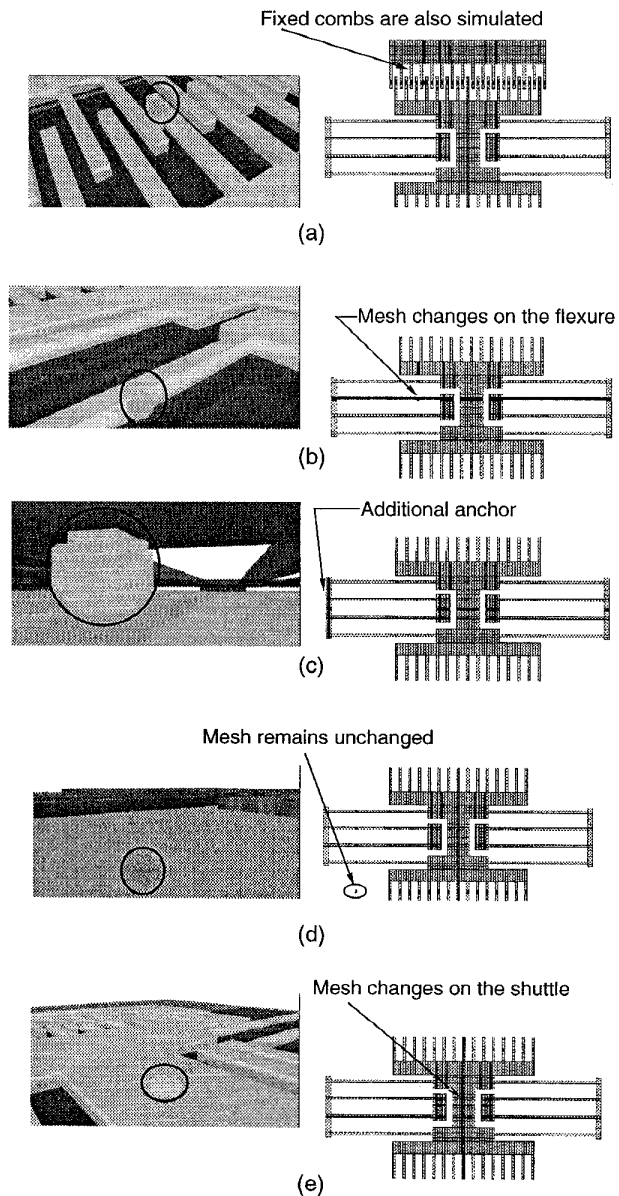 Fixed combs are also simulated
(a)
Mesh changes on the flexure
(b)
Additional anchor
(c)
Mesh remains unchanged
(d)
Mesh changes on the shuttle
(e)